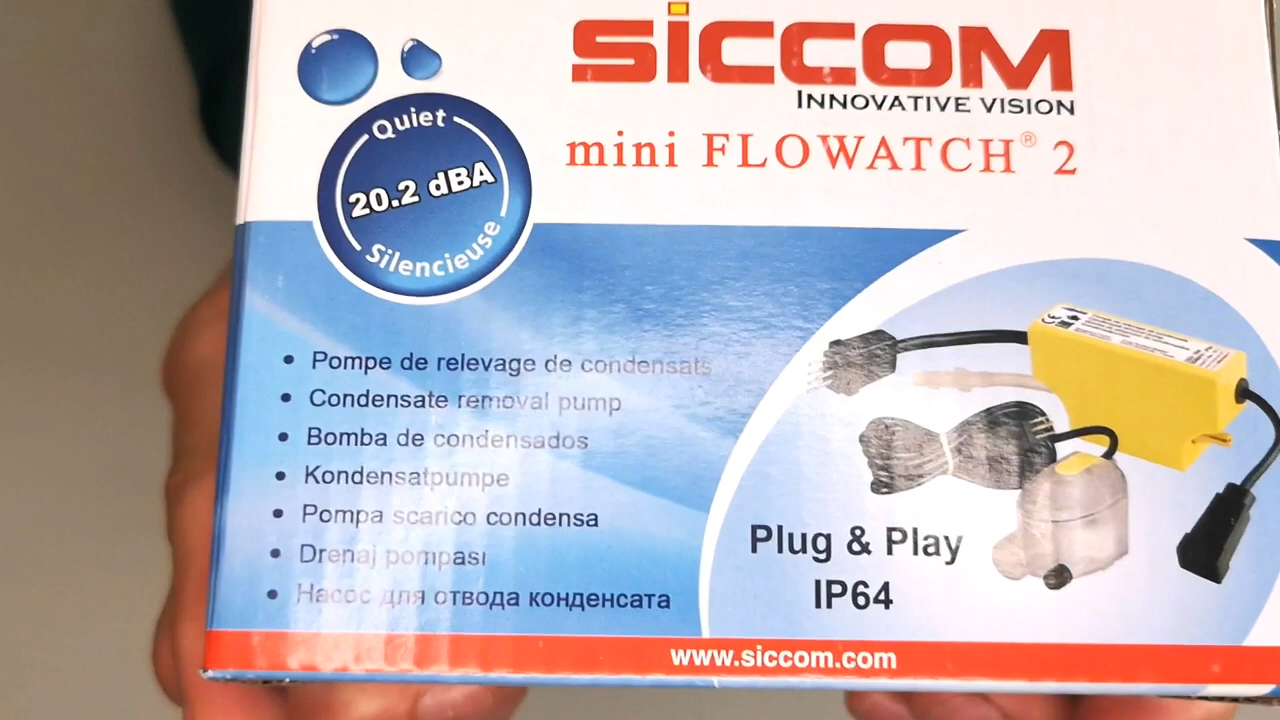 SICCOM
INNOVATIVE VISION
mini FLOWATCH® 2
Quiet
20.2 dBA
Silencieuse
• Pompe de relevage de condensats
• Condensate removal pump
• Bomba de condensados
• Kondensatpumpe
• Pompa scarico condensa
• Drenaj pompası
• Насос для отвода конденсата
Plug & Play
IP64
www.siccom.com